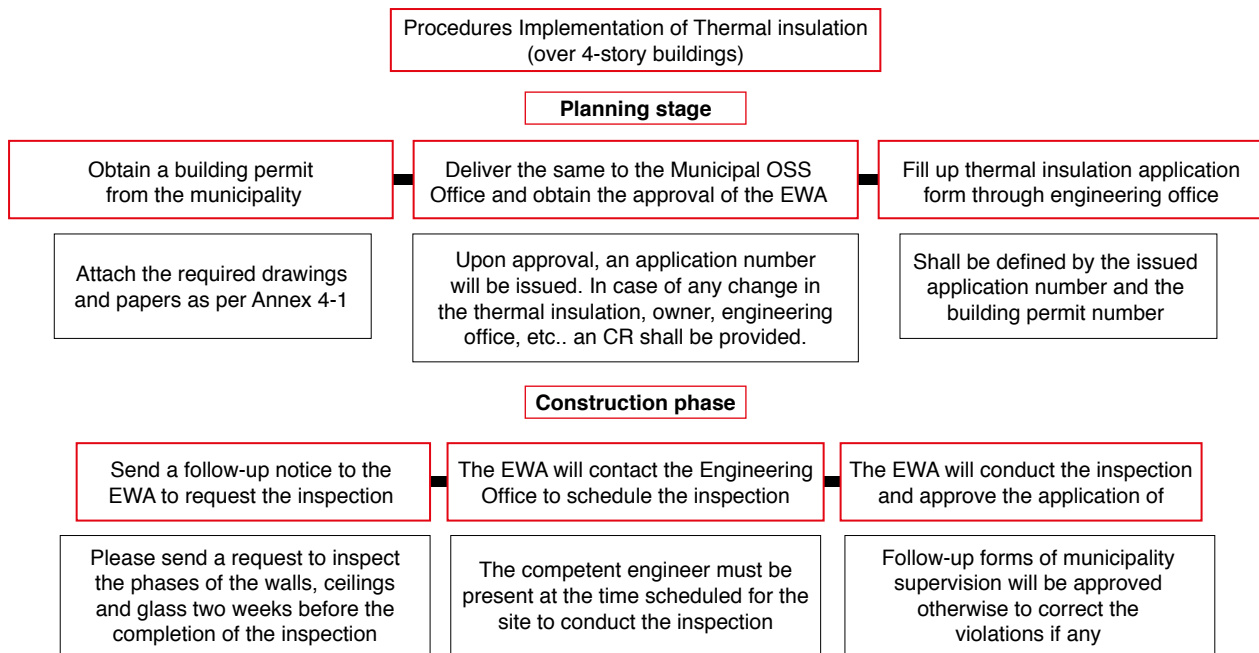 Procedures Implementation of Thermal insulation
(over 4-story buildings)
Planning stage
Obtain a building permit
from the municipality
Deliver the same to the Municipal OSS
Office and obtain the approval of the EWA
Fill up thermal insulation application
form through engineering office
Attach the required drawings
and papers as per Annex 4-1
Upon approval, an application number
will be issued. In case of any change in
the thermal insulation, owner, engineering
office, etc.. an CR shall be provided.
Shall be defined by the issued
application number and the
building permit number
Construction phase
Send a follow-up notice to the
EWA to request the inspection
The EWA will contact the Engineering
Office to schedule the inspection
The EWA will conduct the inspection
and approve the application of
Please send a request to inspect
the phases of the walls, ceilings
and glass two weeks before the
completion of the inspection
The competent engineer must be
present at the time scheduled for the
site to conduct the inspection
Follow-up forms of municipality
supervision will be approved
otherwise to correct the
violations if any